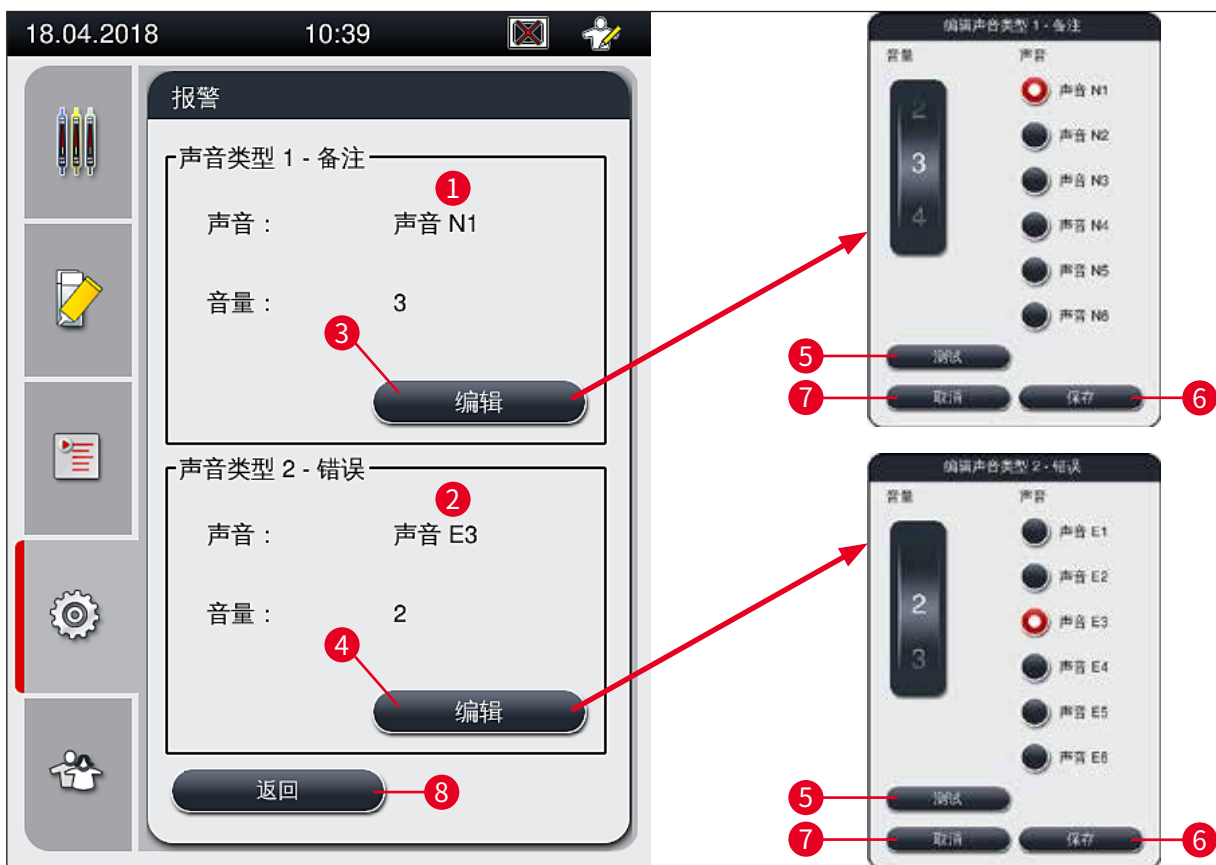 18.04.2018 10:39
报警
声音类型 1 - 备注
1
声音 : 声音 N1
音量 : 3
3
编辑
声音类型 2 - 错误
2
声音 : 声音 E3
音量 : 2
4
编辑
返回 8
编辑声音类型 1 - 备注
音量 声音
2
3
4
声音 N1
声音 N2
声音 N3
声音 N4
声音 N5
声音 N6
5 测试
7 取消 保存 6
编辑声音类型 2 - 错误
音量 声音
2
3
声音 E1
声音 E2
声音 E3
声音 E4
声音 E5
声音 E6
5 测试
7 取消 保存 6